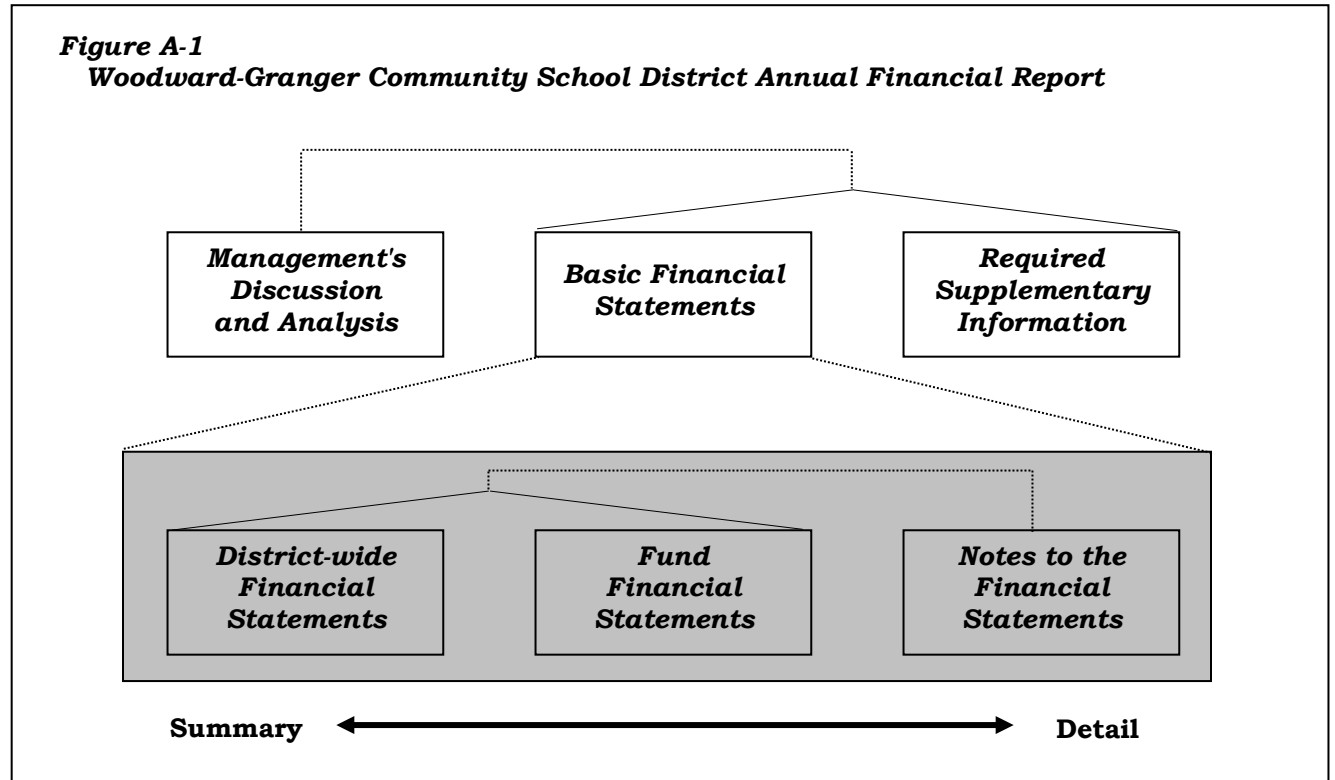 Figure A-1
Woodward-Granger Community School District Annual Financial Report
Management's
Discussion
and Analysis
Basic Financial
Statements
Required
Supplementary
Information
District-wide
Financial
Statements
Fund
Financial
Statements
Notes to the
Financial
Statements
Summary
Detail